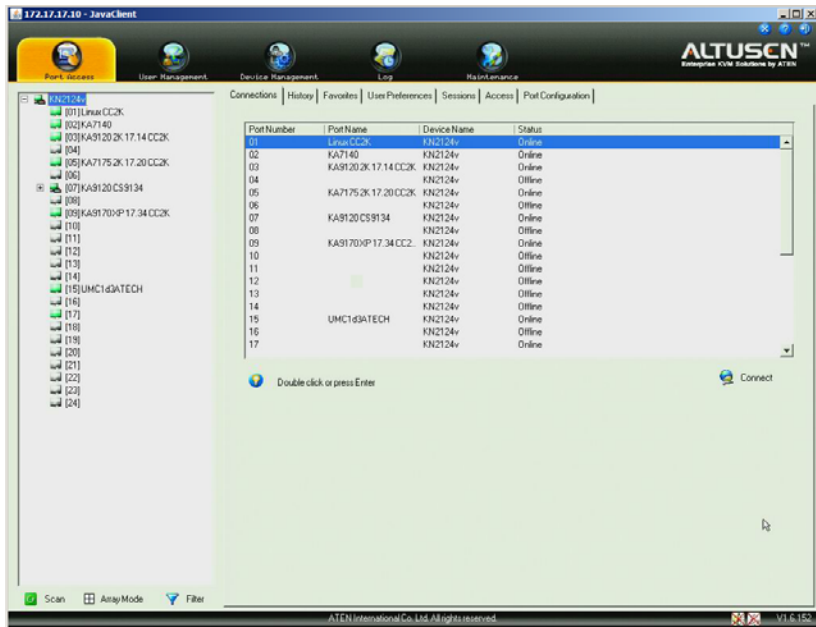 172.17.17.10 - JavaClient
ALTUSEN™
Enterprise KVM Solutions by ATEN
Port Access
User Management
Device Management
Log
Maintenance
KN2124v
[01]Linux CC2K
[02]KA7140
[03]KA9120 2K 17.14 CC2K
[04]
[05]KA7175 2K 17.20 CC2K
[06]
[07]KA9120 CS9134
[08]
[09]KA9170 XP 17.34 CC2K
[10]
[11]
[12]
[13]
[14]
[15]UMC1d3ATECH
[16]
[17]
[18]
[19]
[20]
[21]
[22]
[23]
[24]
Scan
Array Mode
Filter
Connections
History
Favorites
User Preferences
Sessions
Access
Port Configuration
Port Number Port Name Device Name Status
01 Linux CC2K KN2124v Online
02 KA7140 KN2124v Online
03 KA9120 2K 17.14 CC2K KN2124v Online
04 KN2124v Offline
05 KA7175 2K 17.20 CC2K KN2124v Online
06 KN2124v Offline
07 KA9120 CS9134 KN2124v Online
08 KN2124v Offline
09 KA9170 XP 17.34 CC2... KN2124v Online
10 KN2124v Offline
11 KN2124v Offline
12 KN2124v Offline
13 KN2124v Offline
14 KN2124v Offline
15 UMC1d3ATECH KN2124v Online
16 KN2124v Offline
17 KN2124v Online
Double click or press Enter
Connect
ATEN International Co. Ltd. All rights reserved.
V1.6.152